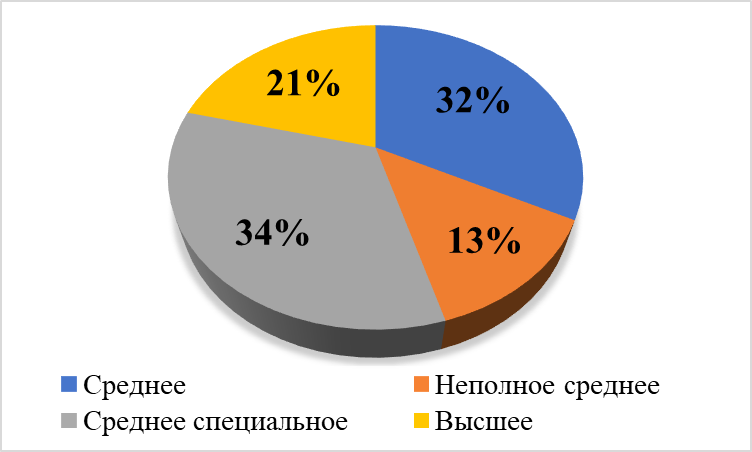 21%
32%
34%
13%
Среднее
Неполное среднее
Среднее специальное
Высшее